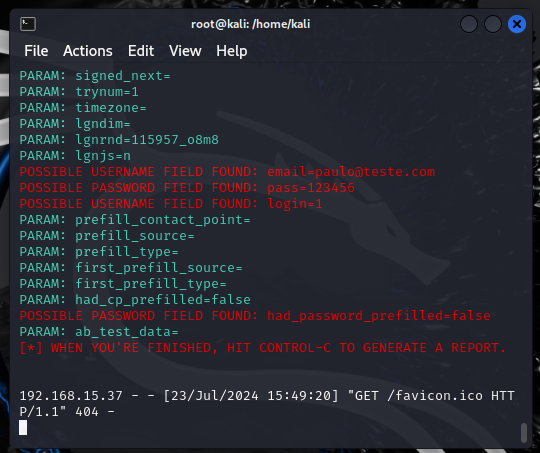 root@kali: /home/kali
File Actions Edit View Help
PARAM: signed_next=
PARAM: trynum=1
PARAM: timezone=
PARAM: lgndim=
PARAM: lgnrnd=115957_o8m8
PARAM: lgnjs=n
POSSIBLE USERNAME FIELD FOUND: email=paulo@teste.com
POSSIBLE PASSWORD FIELD FOUND: pass=123456
POSSIBLE USERNAME FIELD FOUND: login=1
PARAM: prefill_contact_point=
PARAM: prefill_source=
PARAM: prefill_type=
PARAM: first_prefill_source=
PARAM: first_prefill_type=
PARAM: had_cp_prefilled=false
POSSIBLE PASSWORD FIELD FOUND: had_password_prefilled=false
PARAM: ab_test_data=
[*] WHEN YOU'RE FINISHED, HIT CONTROL-C TO GENERATE A REPORT.
192.168.15.37 - - [23/Jul/2024 15:49:20] "GET /favicon.ico HTT
P/1.1" 404 -